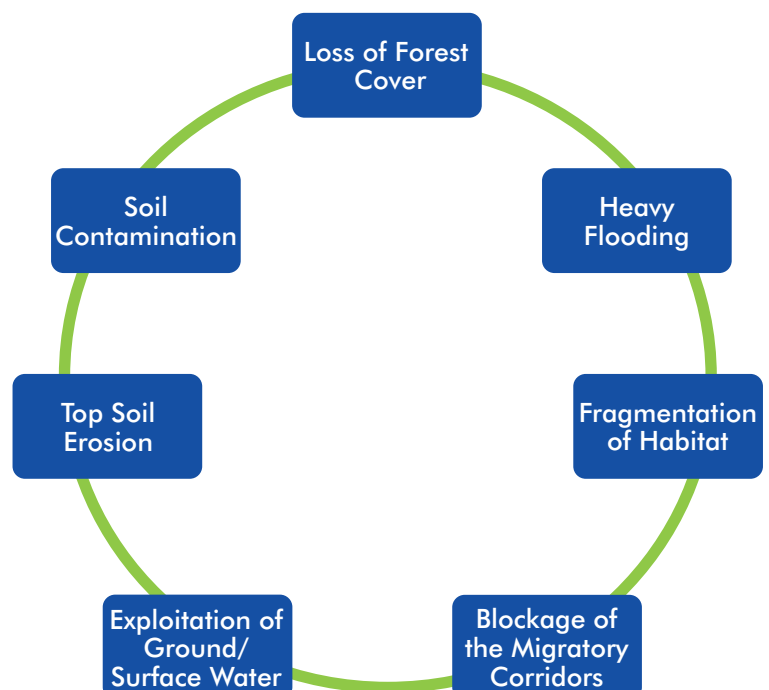 Loss of Forest
Cover
Heavy
Flooding
Fragmentation
of Habitat
Blockage of
the Migratory
Corridors
Exploitation of
Ground/
Surface Water
Top Soil
Erosion
Soil
Contamination